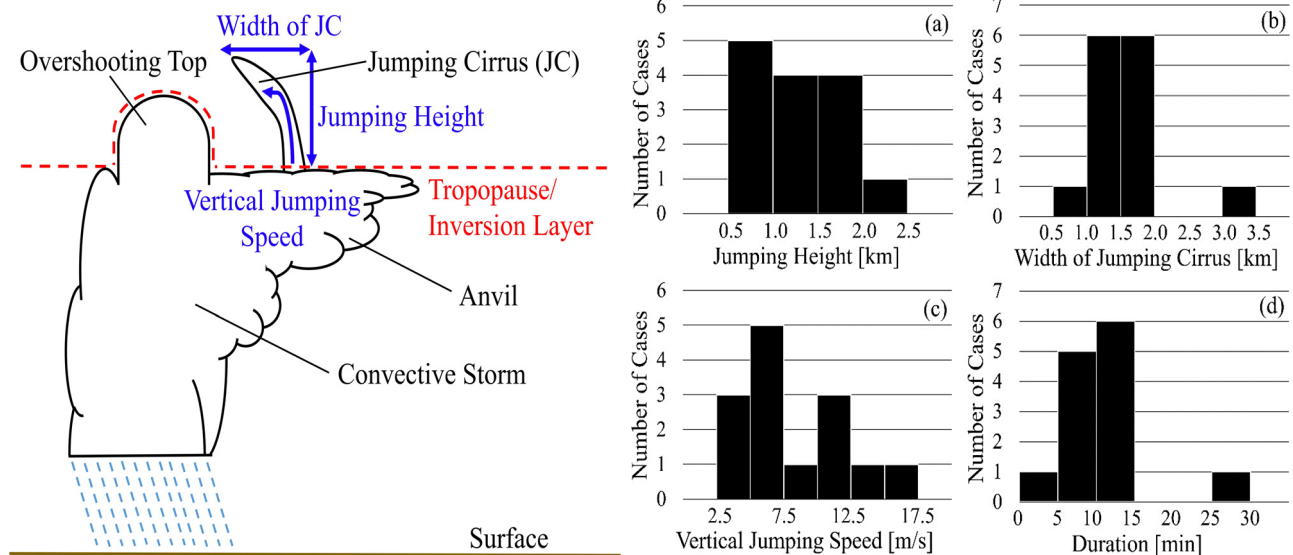 Width of JC
Overshooting Top
Jumping Cirrus (JC)
Jumping Height
Vertical Jumping
Speed
Tropopause/
Inversion Layer
Anvil
Convective Storm
Surface
(a)
Number of Cases
6
5
4
3
2
1
0
0.5 1.0 1.5 2.0 2.5
Jumping Height [km]
(b)
Number of Cases
7
6
5
4
3
2
1
0
0.5 1.0 1.5 2.0 2.5 3.0 3.5
Width of Jumping Cirrus [km]
(c)
Number of Cases
6
5
4
3
2
1
0
2.5 7.5 12.5 17.5
Vertical Jumping Speed [m/s]
(d)
Number of Cases
7
6
5
4
3
2
1
0
0 5 10 15 20 25 30
Duration [min]